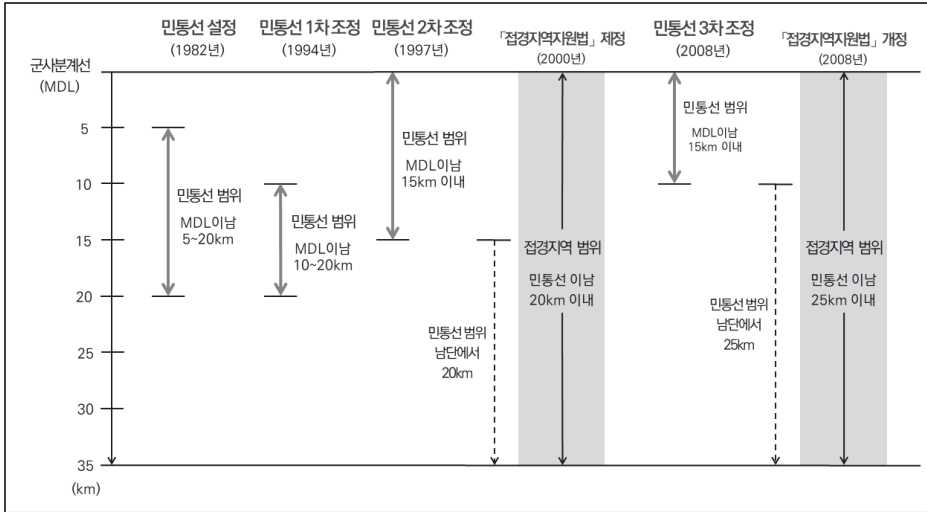 민통선 설정
(1982년)
민통선 1차 조정
(1994년)
민통선 2차 조정
(1997년)
「접경지역지원법」 제정
(2000년)
민통선 3차 조정
(2008년)
「접경지역지원법」 개정
(2008년)
군사분계선
(MDL)
5
10
15
20
25
30
35
(km)
민통선 범위
MDL이남
5~20km
민통선 범위
MDL이남
10~20km
민통선 범위
MDL이남
15km 이내
민통선 범위
남단에서
20km
접경지역 범위
민통선 이남
20km 이내
민통선 범위
MDL이남
15km 이내
민통선 범위
남단에서
25km
접경지역 범위
민통선 이남
25km 이내